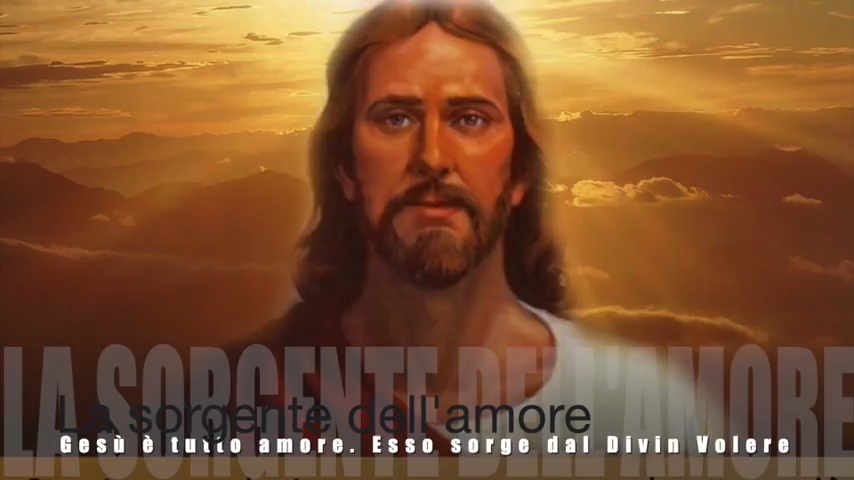 LA SORGENTE DELL'AMORE
La sorgente dell'amore
Gesù è tutto amore. Esso sorge dal Divin Volere